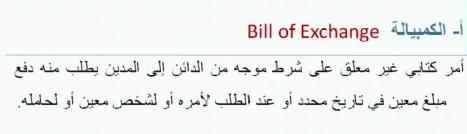 أ- الكمبيالة Bill of Exchange
أمر كتابي غير معلق على شرط موجه من الدائن إلى المدين يطلب منه دفع
مبلغ معين في تاريخ محدد أو عند الطلب لأمره أو لشخص معين أو لحامله.